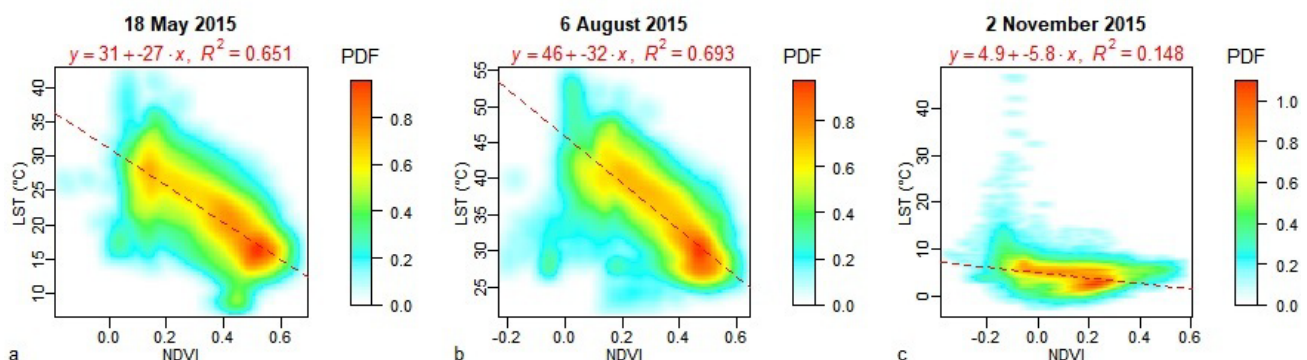 18 May 2015
y = 31 + -27 · x, R² = 0.651
PDF
LST (°C)
40
35
30
25
20
15
10
0.0
0.2
0.4
0.6
NDVI
0.8
0.6
0.4
0.2
0.0
a
6 August 2015
y = 46 + -32 · x, R² = 0.693
PDF
LST (°C)
55
50
45
40
35
30
25
-0.2
0.0
0.2
0.4
0.6
NDVI
0.8
0.6
0.4
0.2
0.0
b
2 November 2015
y = 4.9 + -5.8 · x, R² = 0.148
PDF
LST (°C)
40
30
20
10
0
-0.2
0.0
0.2
0.4
0.6
NDVI
1.0
0.8
0.6
0.4
0.2
0.0
c